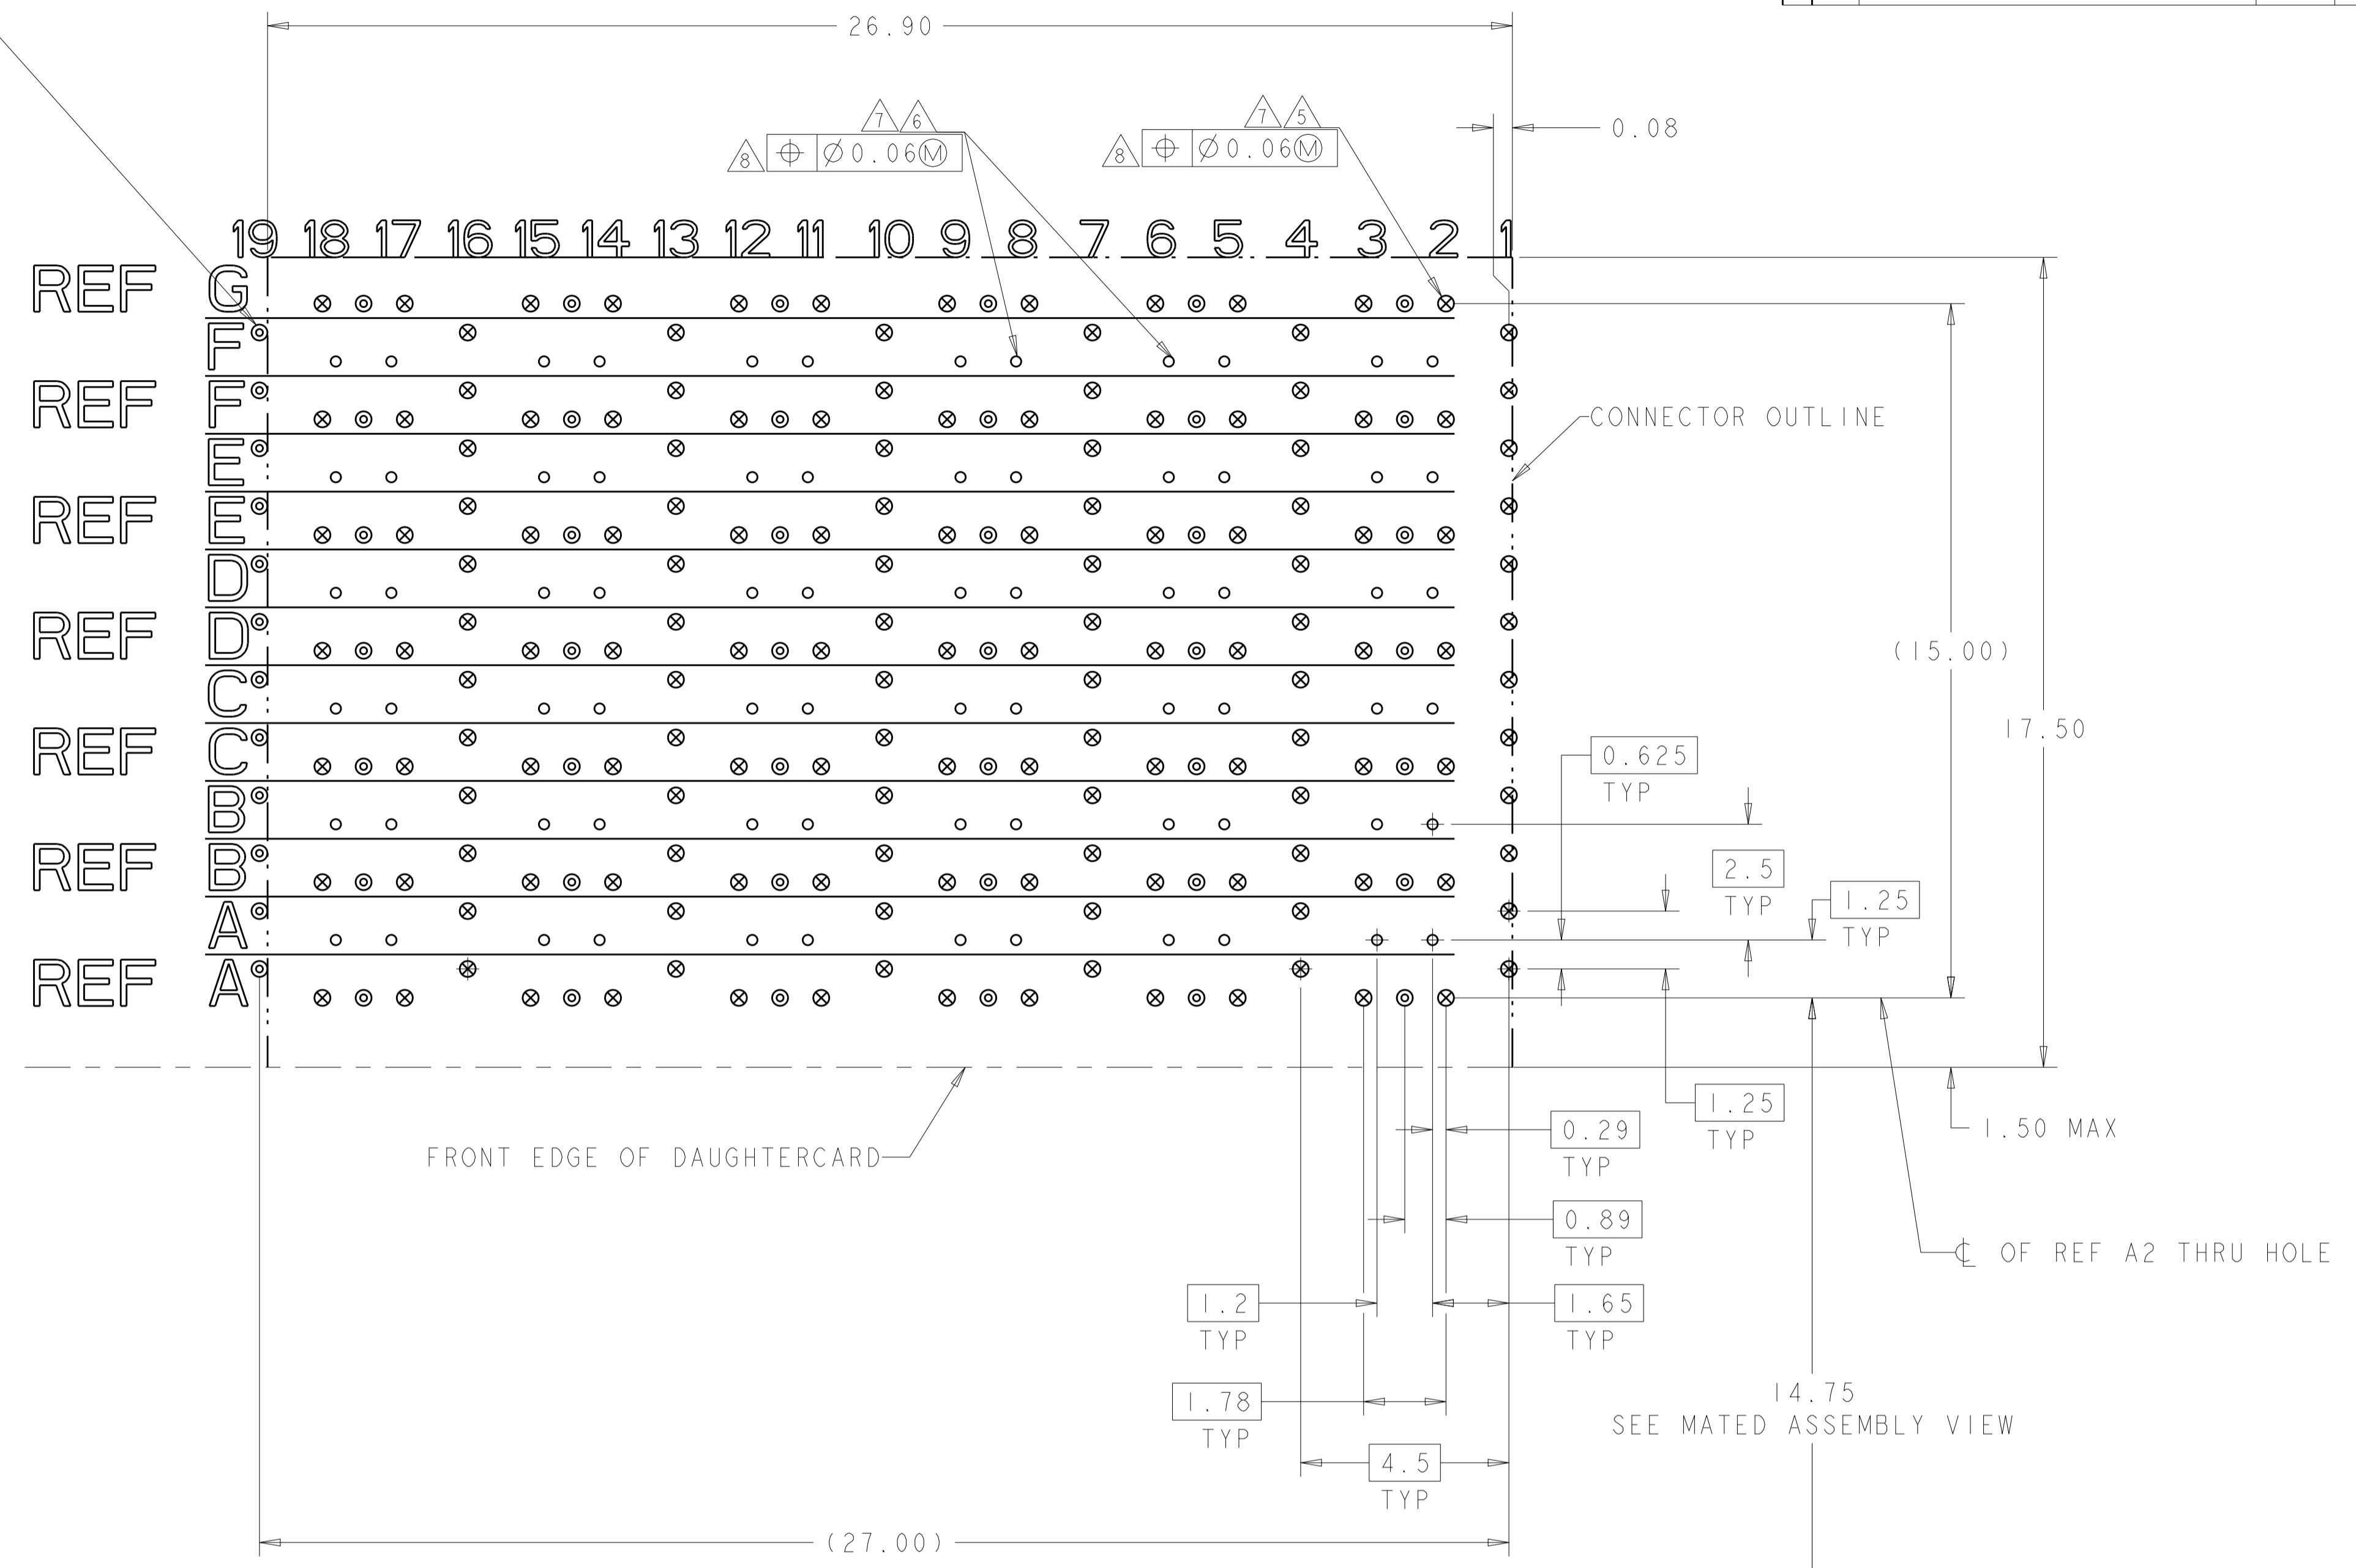 26.90
7 6
7 5
0.08
8 ⌖ ⌀0.06Ⓜ
8 ⌖ ⌀0.06Ⓜ
19 18 17 16 15 14 13 12 11 10 9 8 7 6 5 4 3 2 1
REF G
F
REF F
CONNECTOR OUTLINE
E
REF E
D
REF D
(15.00)
C
17.50
REF C
0.625
TYP
B
REF B
2.5
TYP
1.25
TYP
A
REF A
1.25
TYP
1.50 MAX
0.29
TYP
FRONT EDGE OF DAUGHTERCARD
0.89
TYP
℄ OF REF A2 THRU HOLE
1.2
TYP
1.65
TYP
1.78
TYP
14.75
SEE MATED ASSEMBLY VIEW
4.5
TYP
(27.00)